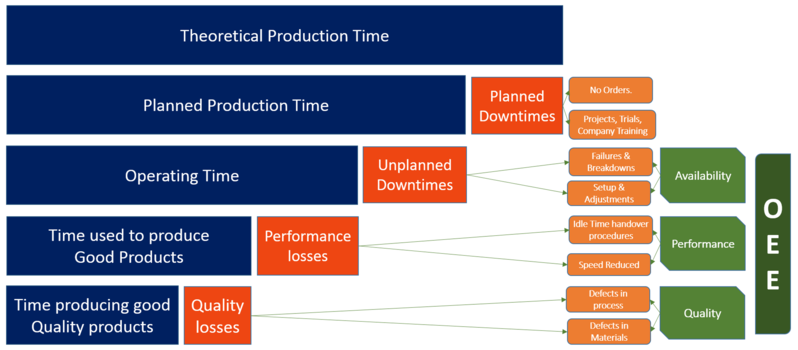 Theoretical Production Time
Planned Production Time
Planned
Downtimes
No Orders.
Projects, Trials,
Company Training
Operating Time
Unplanned
Downtimes
Failures &
Breakdowns
Setup &
Adjustments
Availability
Time used to produce
Good Products
Performance
losses
Idle Time handover
procedures
Speed Reduced
Performance
Time producing good
Quality products
Quality
losses
Defects in
process
Defects in
Materials
Quality
O
E
E